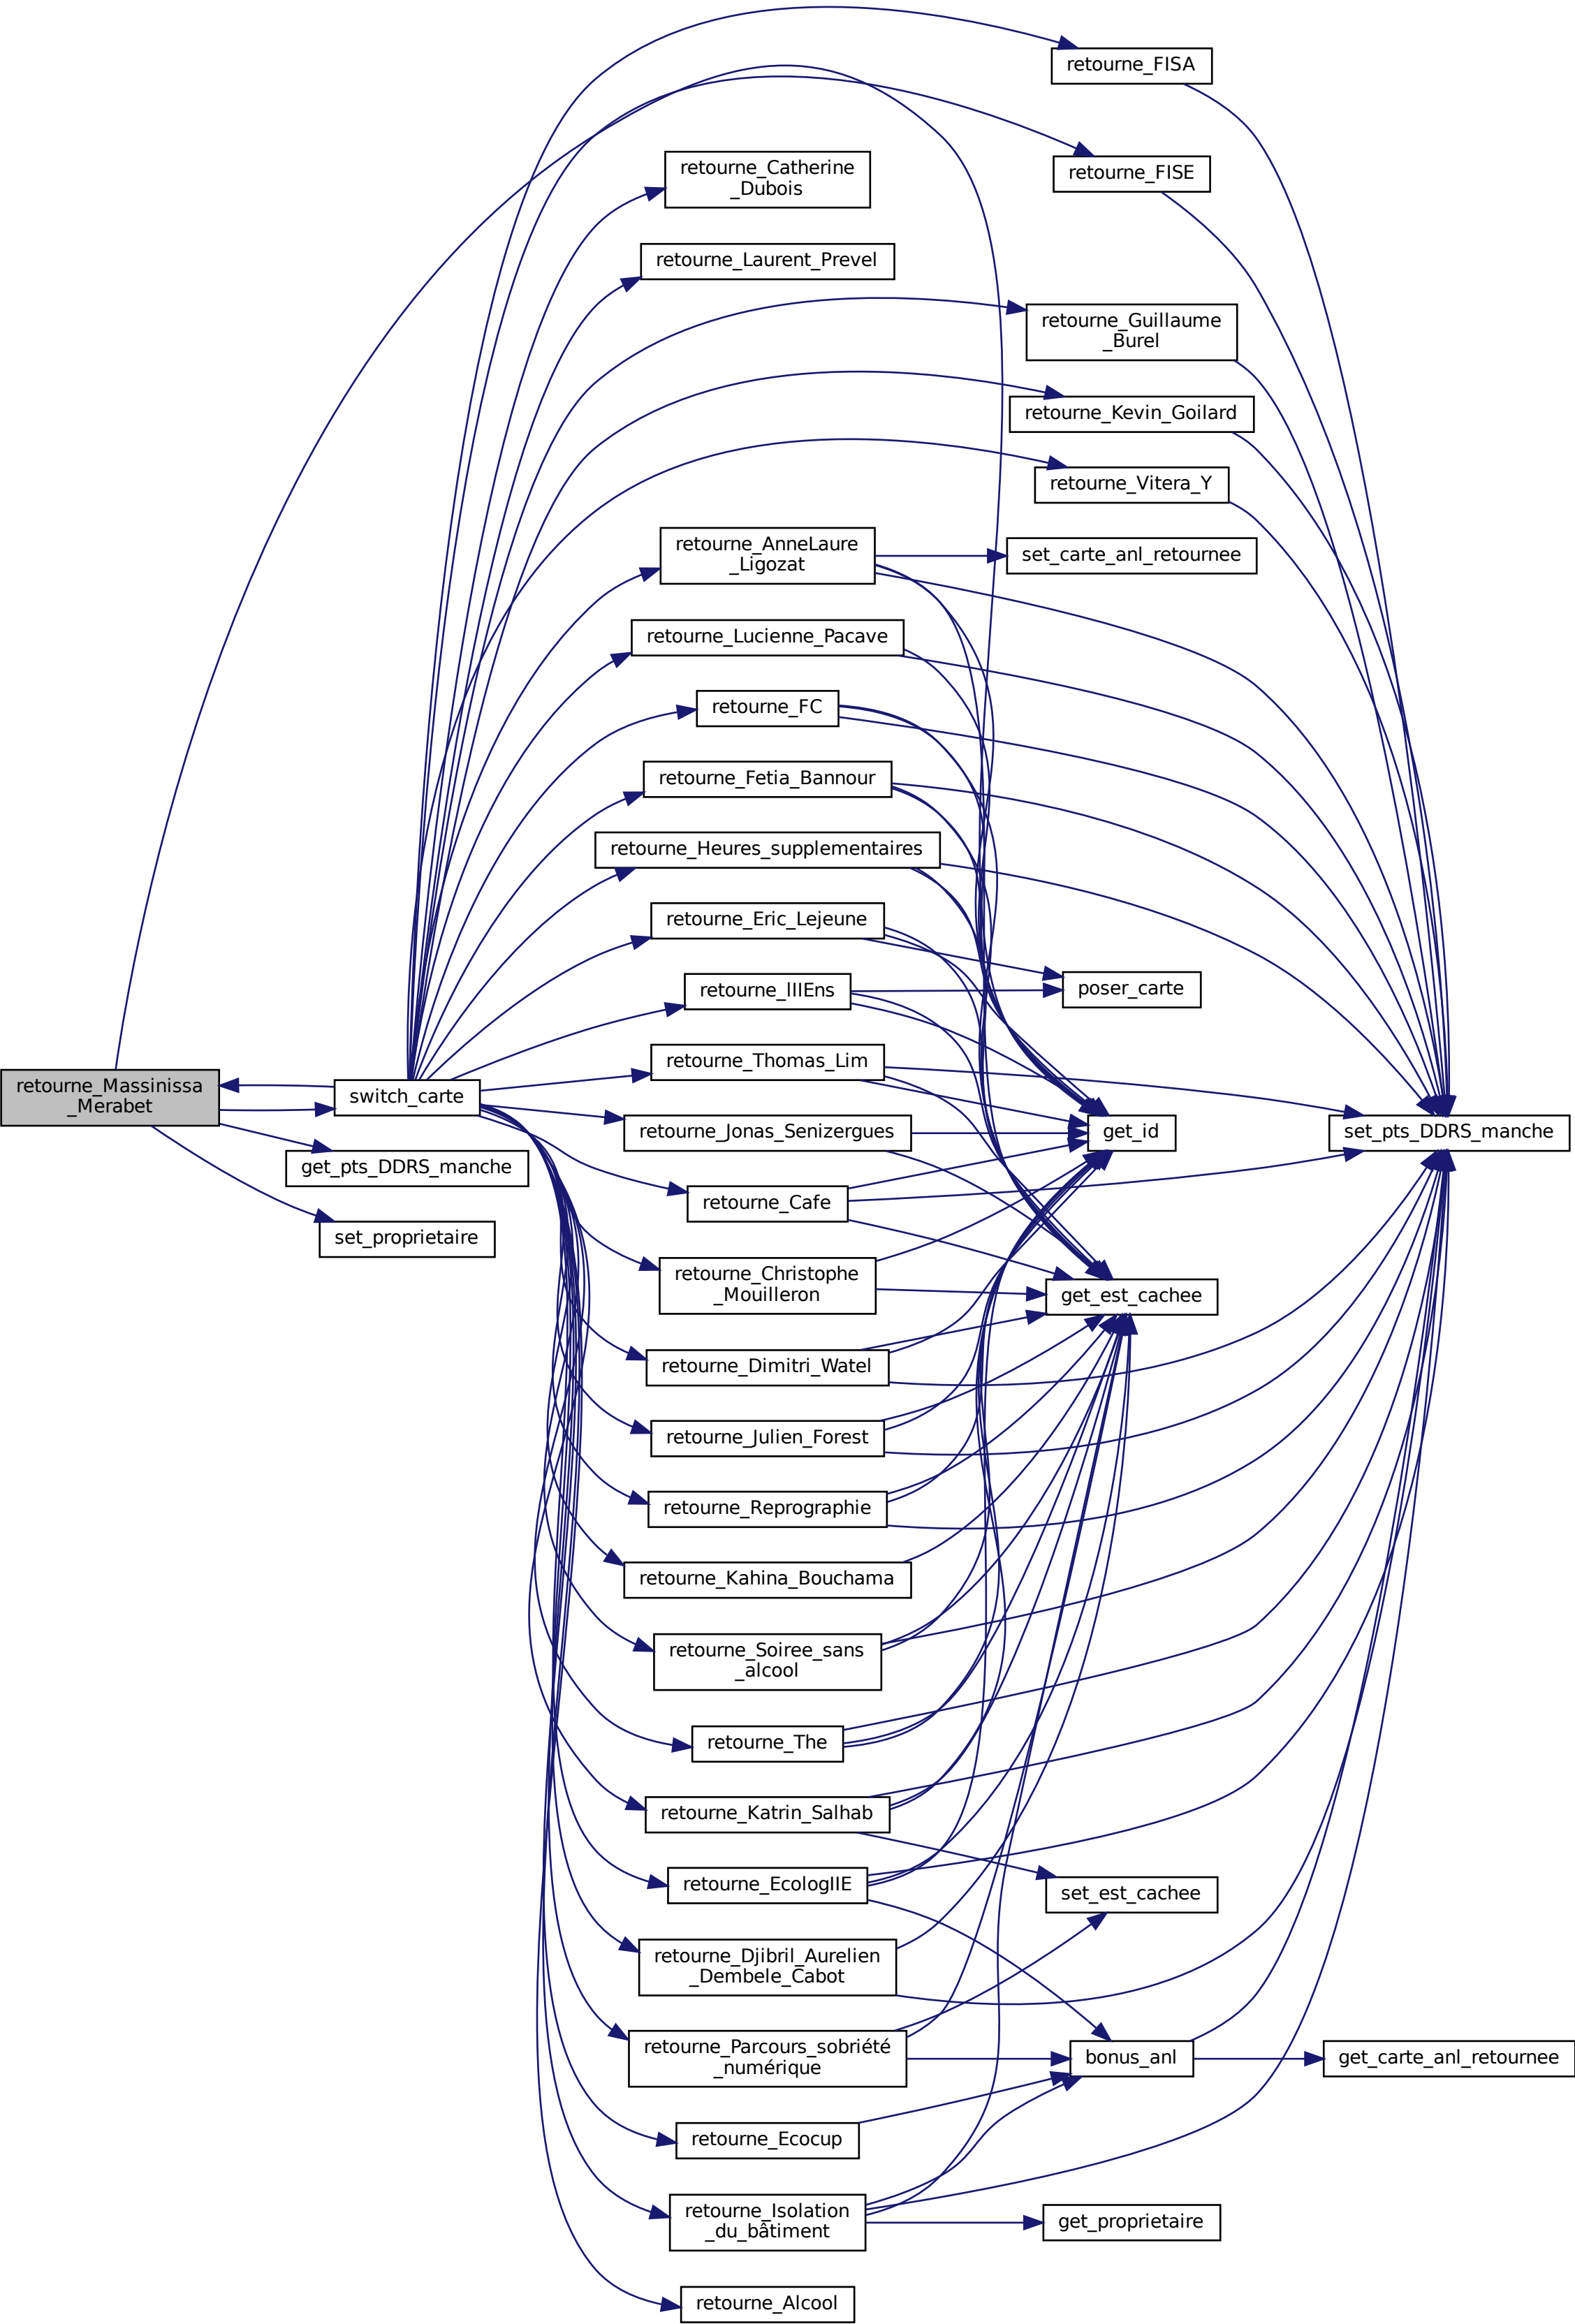 retourne_FISA
retourne_Catherine
_Dubois
retourne_FISE
retourne_Laurent_Prevel
retourne_Guillaume
_Burel
retourne_Kevin_Goilard
retourne_Vitera_Y
retourne_AnneLaure
_Ligozat
set_carte_anl_retournee
retourne_Lucienne_Pacave
retourne_FC
retourne_Fetia_Bannour
retourne_Heures_supplementaires
retourne_Eric_Lejeune
retourne_IIIEns
poser_carte
retourne_Thomas_Lim
retourne_Massinissa
_Merabet
switch_carte
retourne_Jonas_Senizergues
get_id
set_pts_DDRS_manche
get_pts_DDRS_manche
retourne_Cafe
set_proprietaire
retourne_Christophe
_Mouilleron
get_est_cachee
retourne_Dimitri_Watel
retourne_Julien_Forest
retourne_Reprographie
retourne_Kahina_Bouchama
retourne_Soiree_sans
_alcool
retourne_The
retourne_Katrin_Salhab
retourne_EcologIIE
set_est_cachee
retourne_Djibril_Aurelien
_Dembele_Cabot
retourne_Parcours_sobriété
_numérique
bonus_anl
get_carte_anl_retournee
retourne_Ecocup
retourne_Isolation
_du_bâtiment
get_proprietaire
retourne_Alcool